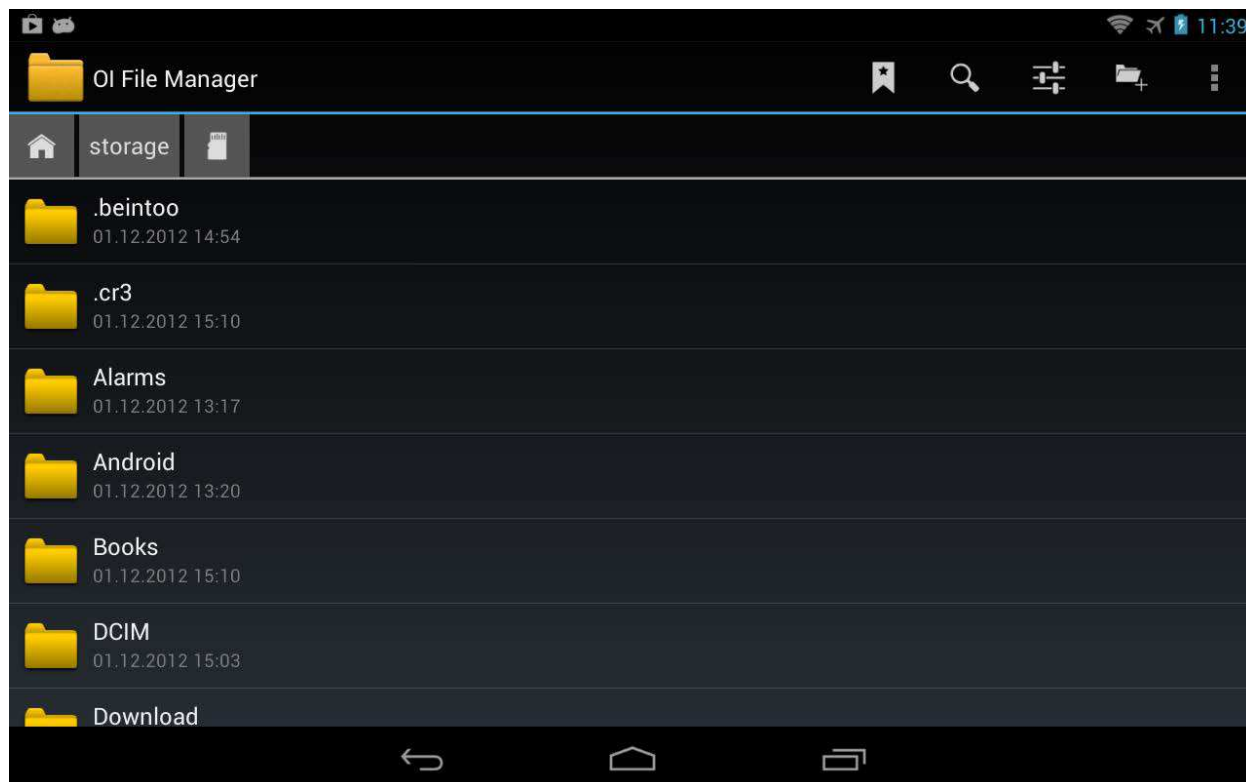 11:39
OI File Manager
storage
.beintoo
01.12.2012 14:54
.cr3
01.12.2012 15:10
Alarms
01.12.2012 13:17
Android
01.12.2012 13:20
Books
01.12.2012 15:10
DCIM
01.12.2012 15:03
Download